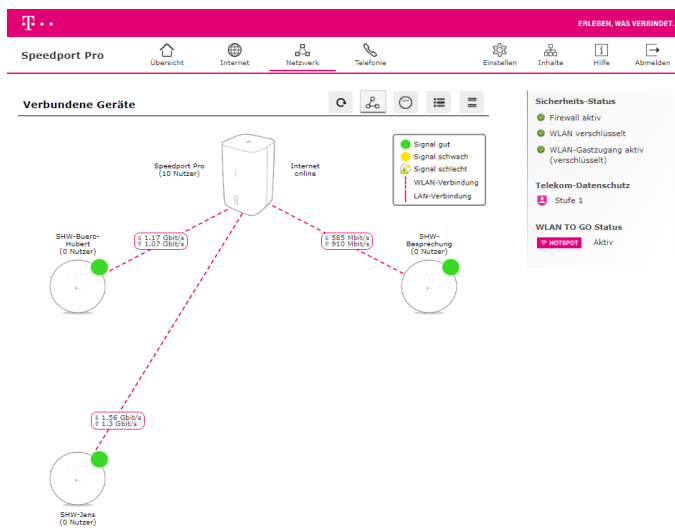 T
ERLEBEN, WAS VERBINDET.
Speedport Pro
Übersicht
Internet
Netzwerk
Telefonie
Einstellen
Inhalte
Hilfe
Abmelden
Verbundene Geräte
Speedport Pro
(10 Nutzer)
Internet
online
Signal gut
Signal schwach
Signal schlecht
WLAN-Verbindung
LAN-Verbindung
SHW-Buero-
Hubert
(0 Nutzer)
1.17 Gbit/s
1.07 Gbit/s
585 Mbit/s
910 Mbit/s
SHW-
Besprechung
(0 Nutzer)
1.56 Gbit/s
1.3 Gbit/s
SHW-Jens
(0 Nutzer)
Sicherheits-Status
Firewall aktiv
WLAN verschlüsselt
WLAN-Gastzugang aktiv
(verschlüsselt)
Telekom-Datenschutz
Stufe 1
WLAN TO GO Status
HOTSPOT Aktiv